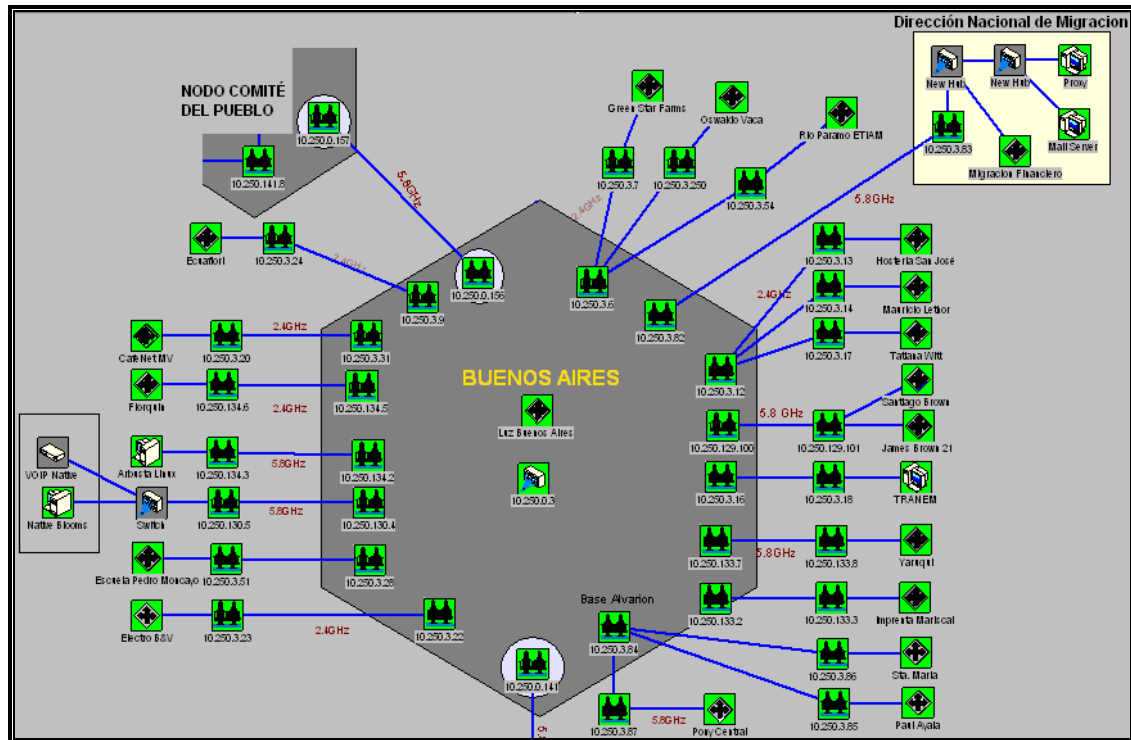 Dirección Nacional de Migracion
New Hub
New Hub
Proxy
10.250.3.83
Mail Server
Migracion Financiero
NODO COMITÉ
DEL PUEBLO
10.250.0.157
10.250.141.8
5.8GHz
Green Star Farms
Oswaldo Vaca
Rio Paramo ETIAM
10.250.3.7
10.250.3.250
10.250.3.54
2.4GHz
5.8GHz
Ecuaflori
10.250.3.24
2.4GHz
10.250.3.9
10.250.0.156
10.250.3.6
10.250.3.82
10.250.3.13
Hosteria San José
2.4GHz
10.250.3.14
Mauricio Lethor
10.250.3.17
Tatiana Witt
10.250.3.12
CafeNet MV
10.250.3.20
2.4GHz
10.250.3.31
Florquin
10.250.134.6
2.4GHz
10.250.134.5
BUENOS AIRES
Luz Buenos Aires
10.250.0.3
Santiago Brown
5.8 GHz
10.250.129.100
10.250.129.101
James Brown 21
VOIP Native
Arbusta Linux
10.250.134.3
5.8GHz
10.250.134.2
10.250.3.16
10.250.3.18
TRANEM
Native Blooms
Switch
10.250.130.5
5.8GHz
10.250.130.4
10.250.133.7
5.8GHz
10.250.133.8
Yaruqui
Escuela Pedro Moncayo
10.250.3.51
10.250.3.28
Base Alvarion
10.250.133.2
10.250.133.3
Imprenta Mariscal
Electro BSV
10.250.3.23
2.4GHz
10.250.3.22
10.250.3.84
10.250.3.86
Sta. Maria
10.250.0.141
10.250.3.87
5.8GHz
Pony Central
10.250.3.85
Paul Ayala